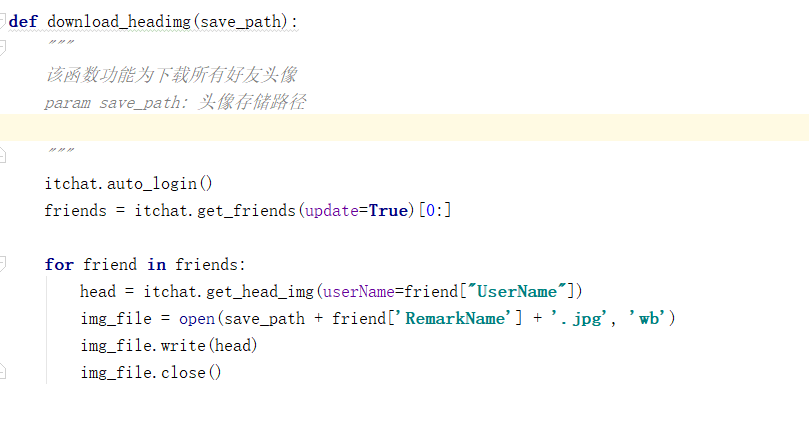 def download_headimg(save_path):
    """
    该函数功能为下载所有好友头像
    param save_path: 头像存储路径
    """
    itchat.auto_login()
    friends = itchat.get_friends(update=True)[0:]
    for friend in friends:
        head = itchat.get_head_img(userName=friend["UserName"])
        img_file = open(save_path + friend['RemarkName'] + '.jpg', 'wb')
        img_file.write(head)
        img_file.close()